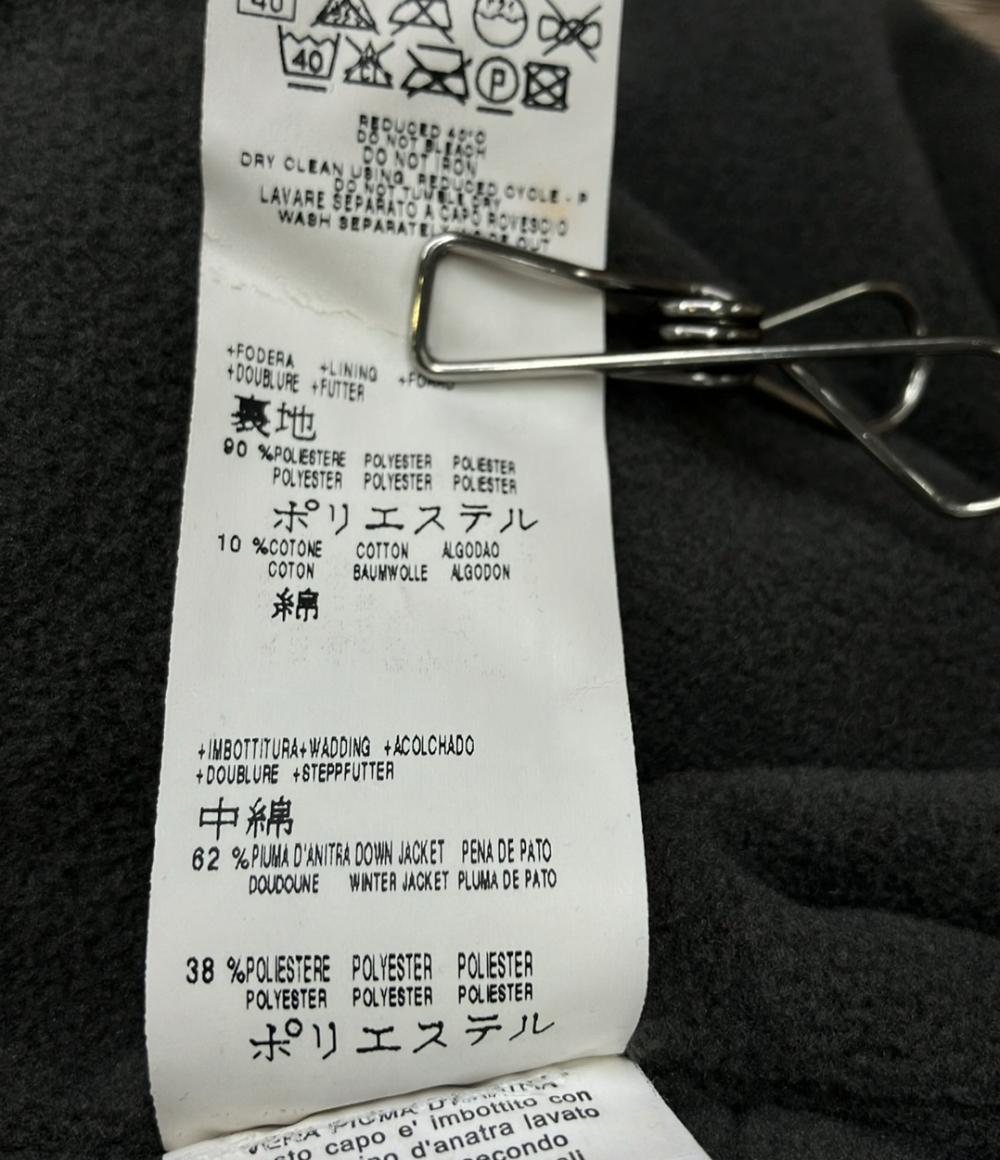 40
40
P
REDUCED 40°C
DO NOT BLEACH
DO NOT IRON
DRY CLEAN USING REDUCED CYCLE - P
DO NOT TUMBLE DRY
LAVARE SEPARATO A CAPO ROVESCIO
WASH SEPARATELY OUT
+FODERA +LINING
+DOUBLURE +FUTTER
裏地
90 %POLIESTERE POLYESTER POLIESTER
POLYESTER POLYESTER POLIESTER
ポリエステル
10 %COTONE COTTON ALGODAO
COTON BAUMWOLLE ALGODON
綿
+IMBOTTITURA+WADDING +ACOLCHADO
+DOUBLURE +STEPPFUTTER
中綿
62 %PIUMA D'ANITRA DOWN JACKET PENA DE PATO
DOUDOUNE WINTER JACKET PLUMA DE PATO
38 %POLIESTERE POLYESTER POLIESTER
POLYESTER POLYESTER POLIESTER
ポリエステル
VERA PIUMA
capo e' imbottito con
d'anatra lavato
secondo